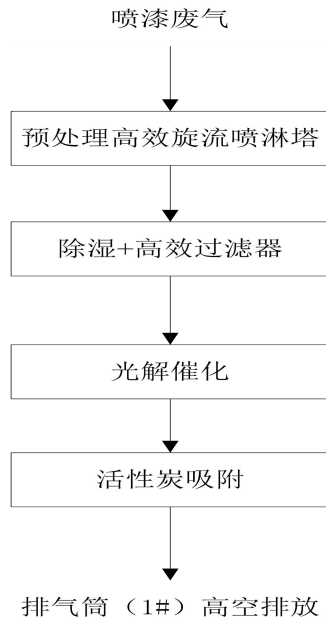 喷漆废气
预处理高效旋流喷淋塔
除湿+高效过滤器
光解催化
活性炭吸附
排气筒（1#）高空排放